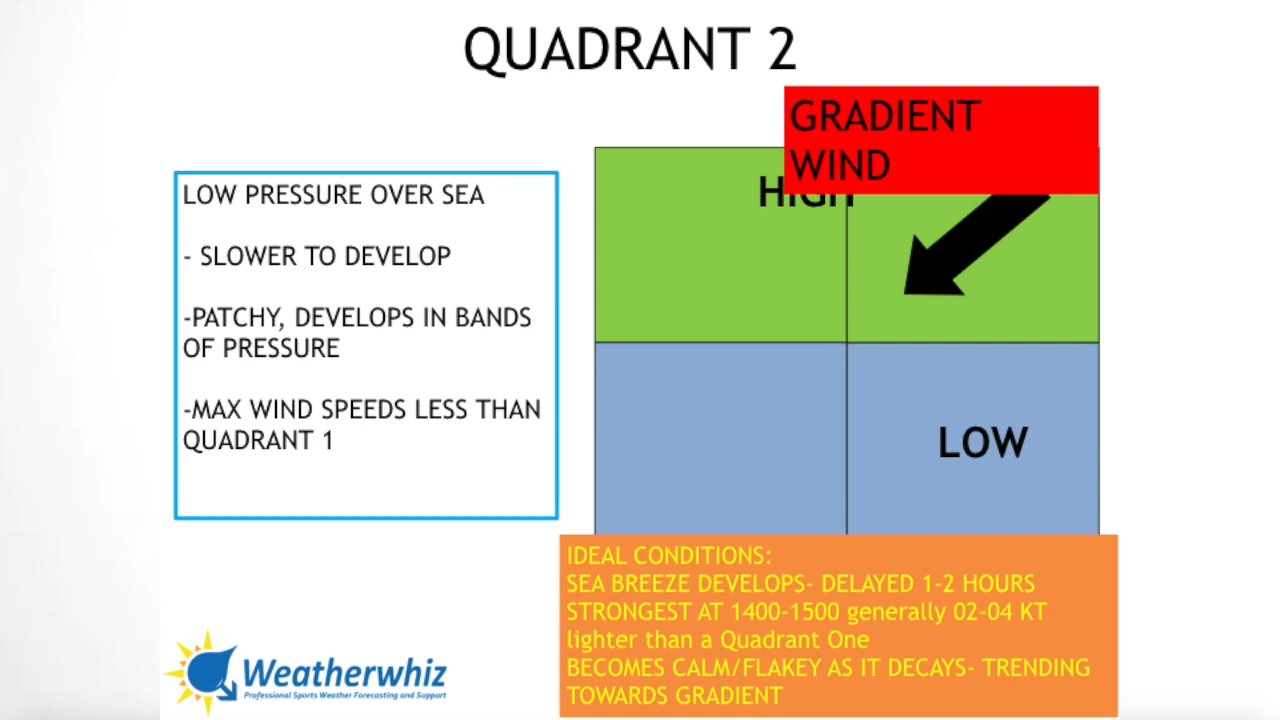 QUADRANT 2
GRADIENT
WIND
HIGH
LOW PRESSURE OVER SEA
- SLOWER TO DEVELOP
-PATCHY, DEVELOPS IN BANDS
OF PRESSURE
-MAX WIND SPEEDS LESS THAN
QUADRANT 1
LOW
IDEAL CONDITIONS:
SEA BREEZE DEVELOPS- DELAYED 1-2 HOURS
STRONGEST AT 1400-1500 generally 02-04 KT
lighter than a Quadrant One
BECOMES CALM/FLAKEY AS IT DECAYS- TRENDING
TOWARDS GRADIENT
Weatherwhiz
Professional Sports Weather Forecasting and Support